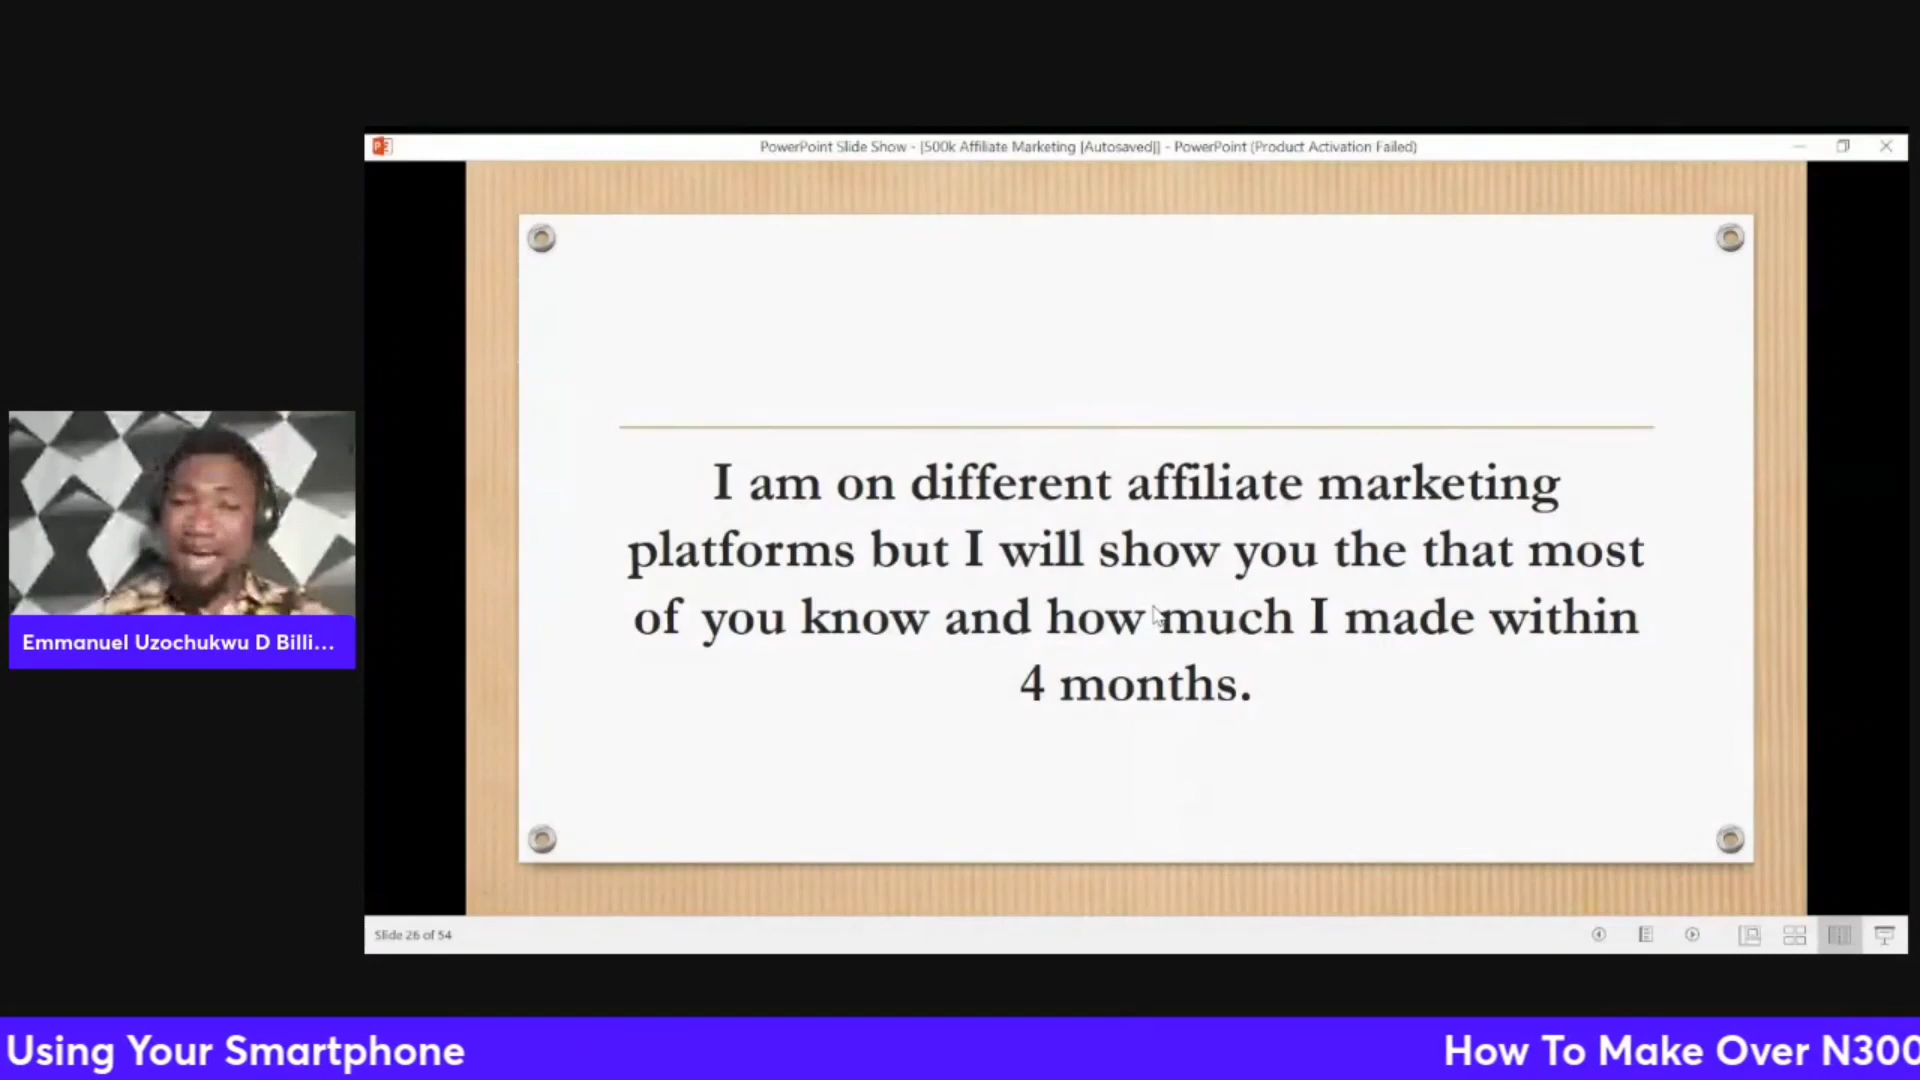 PowerPoint Slide Show - [500k Affiliate Marketing [Autosaved]] - PowerPoint (Product Activation Failed)
I am on different affiliate marketing
platforms but I will show you the that most
of you know and how much I made within
4 months.
Emmanuel Uzochukwu D Billi...
Slide 26 of 54
Using Your Smartphone
How To Make Over N300